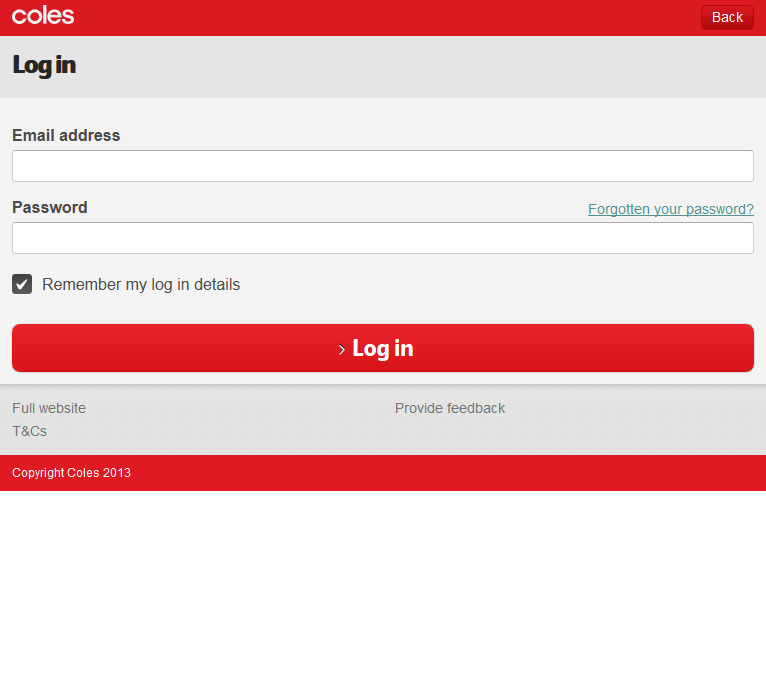 coles
Back
Log in
Email address
Password
Forgotten your password?
Remember my log in details
› Log in
Full website
Provide feedback
T&Cs
Copyright Coles 2013